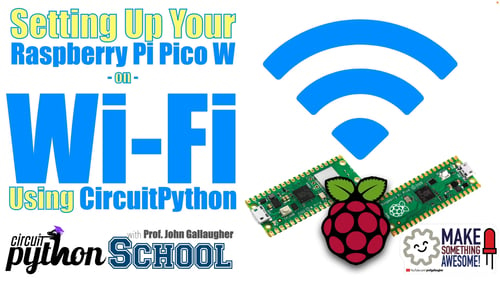 Setting Up Your
Raspberry Pi Pico W
- on -
Wi-Fi
Using CircuitPython
with Prof. John Gallaugher
circuit
python SCHOOL
MAKE
SOMETHING
AWESOME!